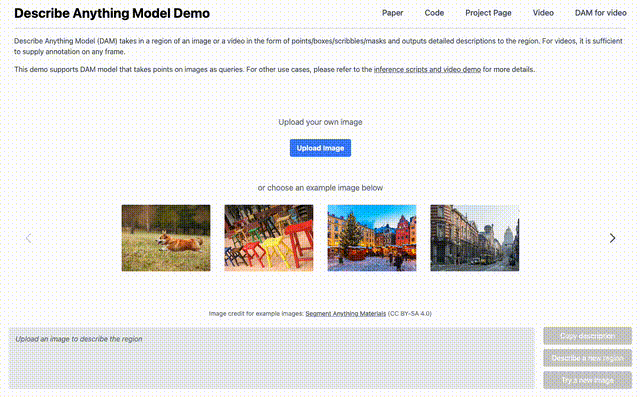 Describe Anything Model Demo
Paper Code Project Page Video DAM for video
Describe Anything Model (DAM) takes in a region of an image or a video in the form of points/boxes/scribbles/masks and outputs detailed descriptions to the region. For videos, it is sufficient
to supply annotation on any frame.
This demo supports DAM model that takes points on images as queries. For other use cases, please refer to the inference scripts and video demo for more details.
Upload your own image
Upload Image
or choose an example image below
Image credit for example images: Segment Anything Materials (CC BY-SA 4.0)
Upload an image to describe the region
Copy description
Describe a new region
Try a new image